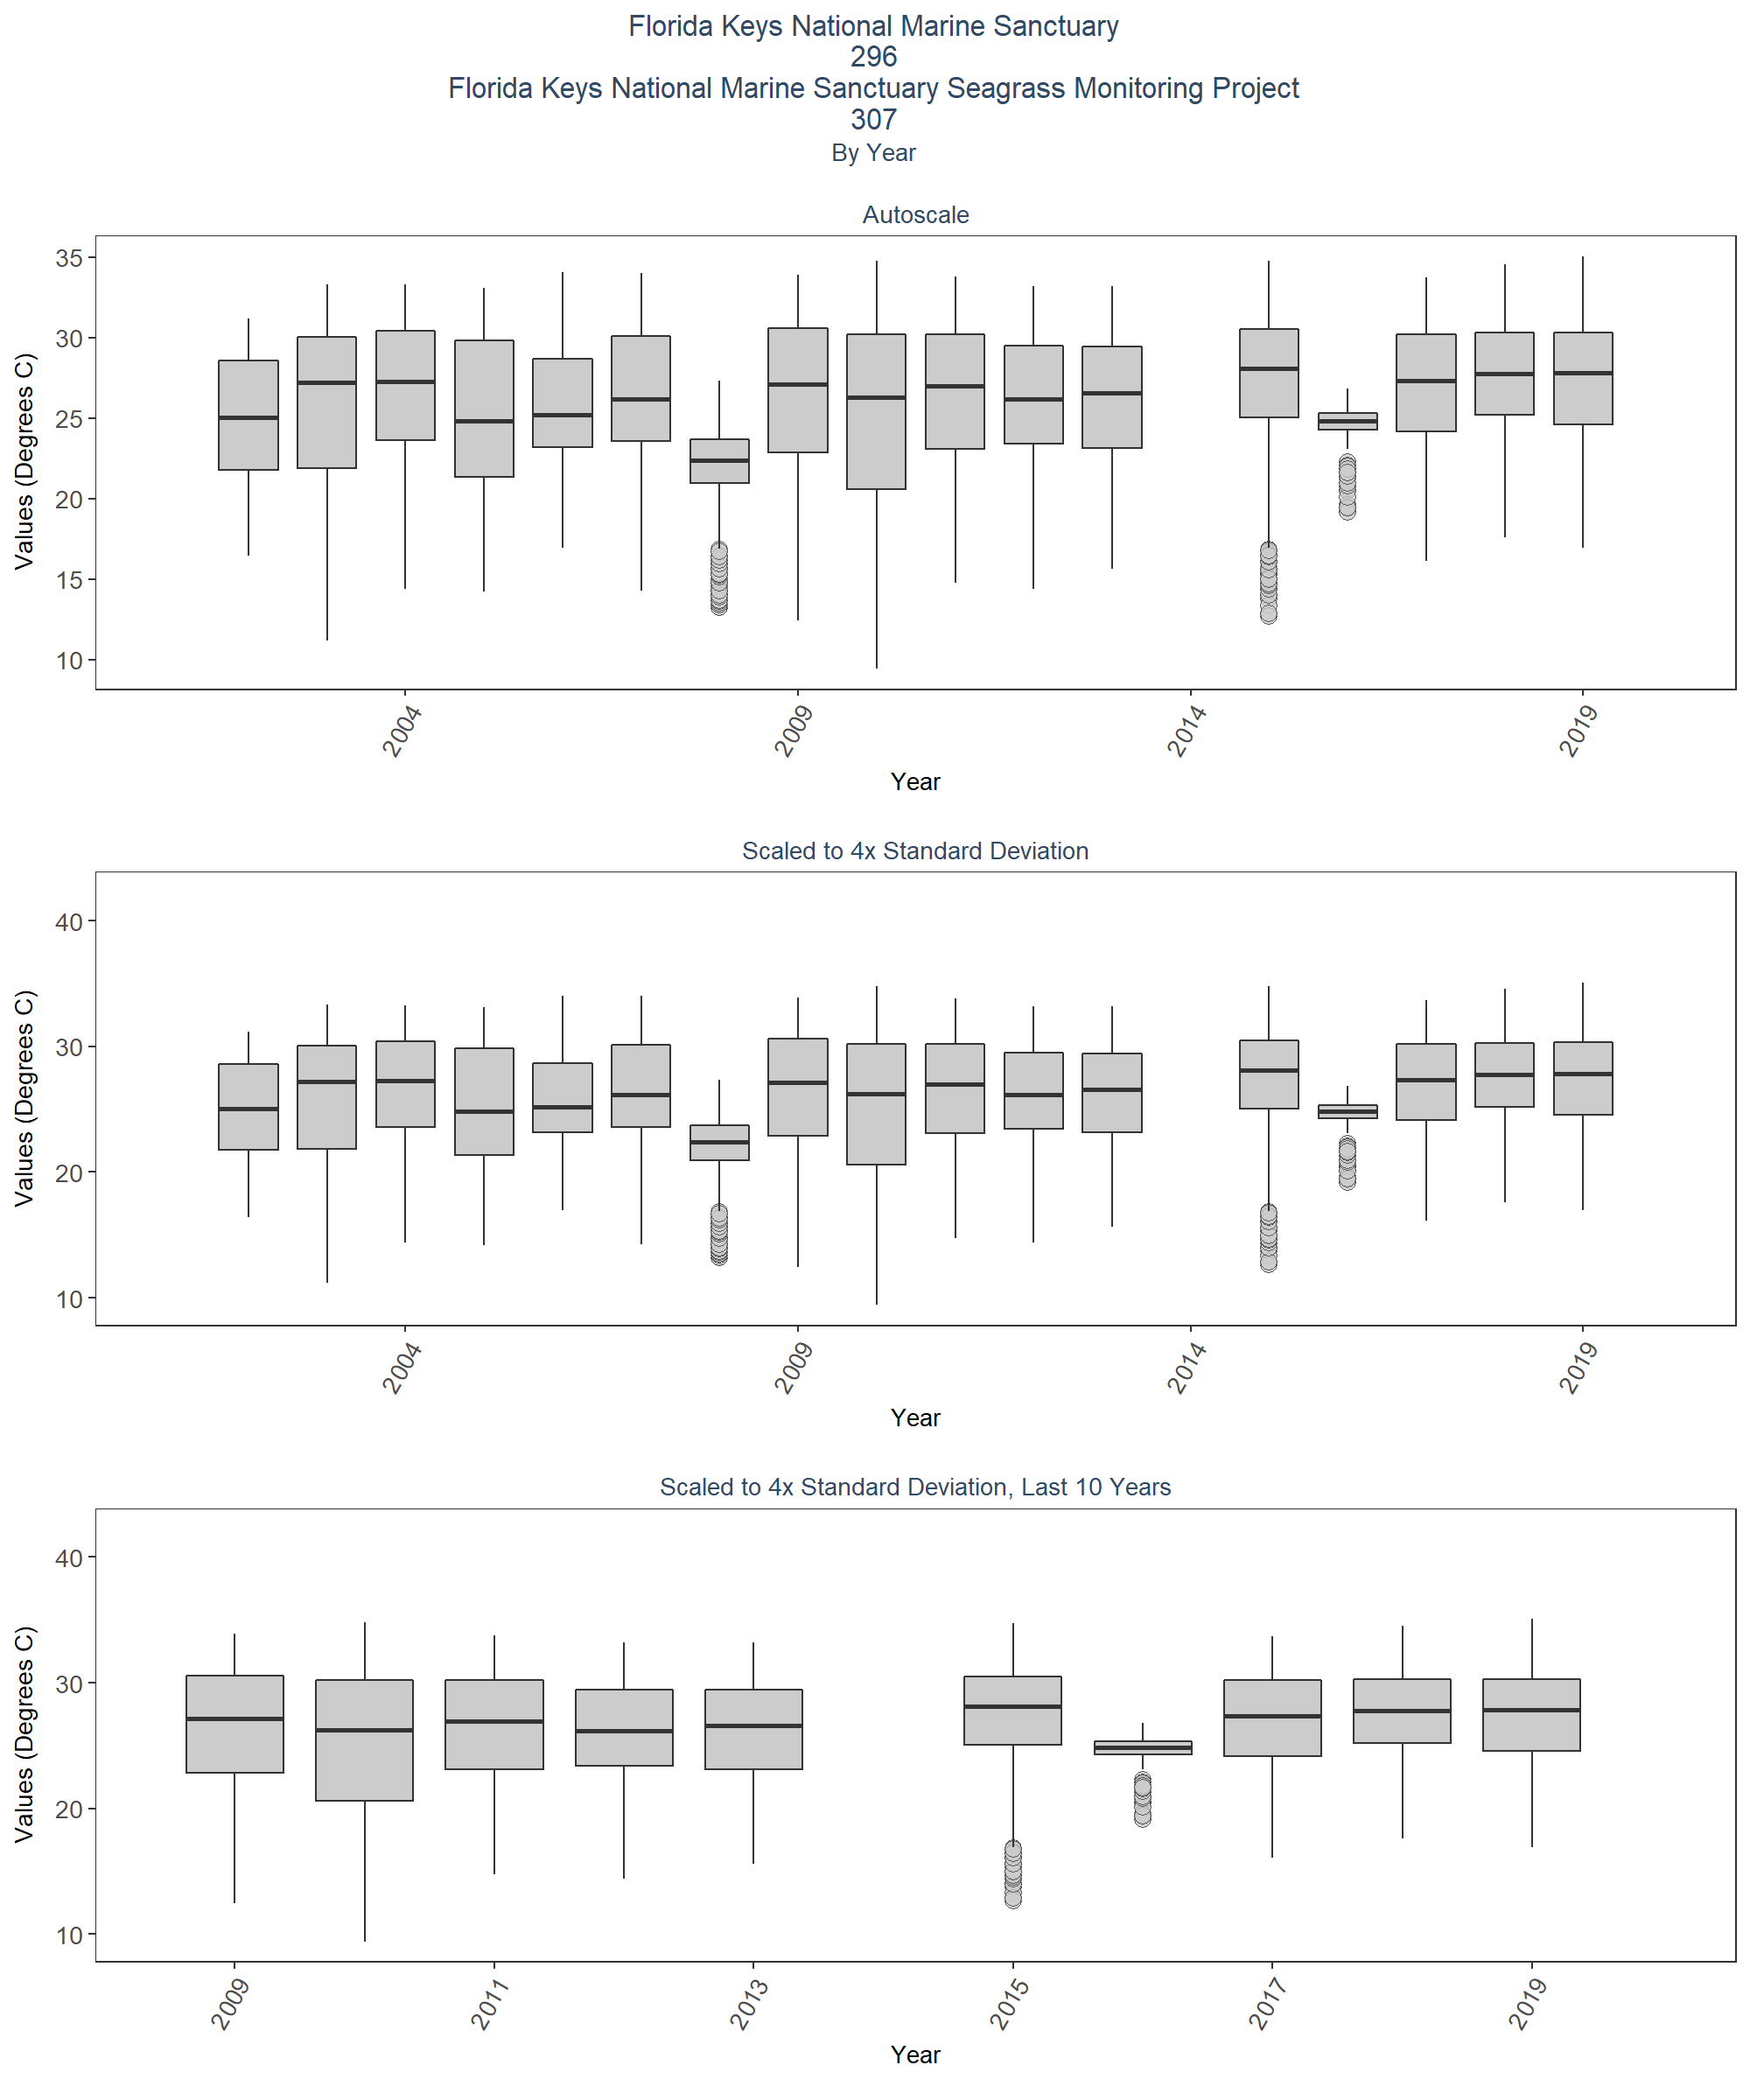 Florida Keys National Marine Sanctuary
296
Florida Keys National Marine Sanctuary Seagrass Monitoring Project
307
By Year
Autoscale
Values (Degrees C)
35
30
25
20
15
10
2004
2009
2014
2019
Year
Scaled to 4x Standard Deviation
Values (Degrees C)
40
30
20
10
2004
2009
2014
2019
Year
Scaled to 4x Standard Deviation, Last 10 Years
Values (Degrees C)
40
30
20
10
2009
2011
2013
2015
2017
2019
Year